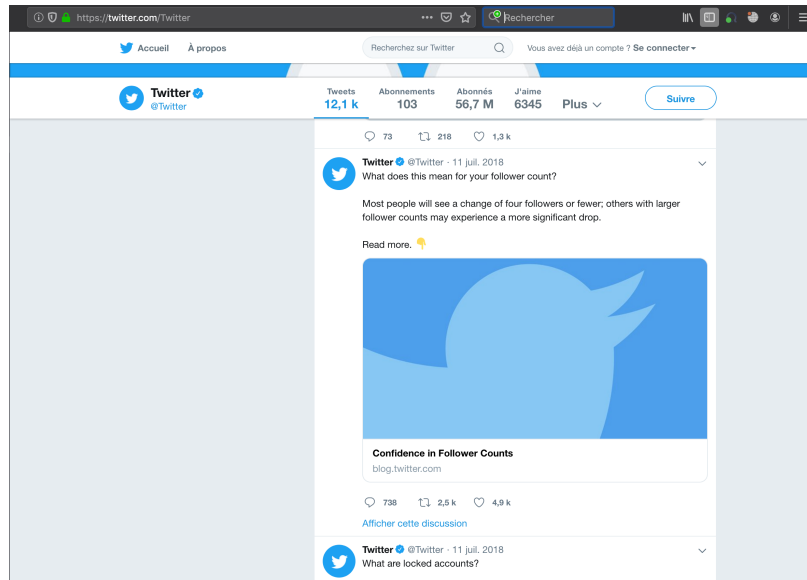 https://twitter.com/Twitter
Rechercher
Accueil À propos
Recherchez sur Twitter
Vous avez déjà un compte ? Se connecter
Twitter
@Twitter
Tweets Abonnements Abonnés J'aime
12,1 k 103 56,7 M 6345 Plus
Suivre
73 218 1,3 k
Twitter @Twitter · 11 juil. 2018
What does this mean for your follower count?
Most people will see a change of four followers or fewer; others with larger
follower counts may experience a more significant drop.
Read more.
Confidence in Follower Counts
blog.twitter.com
738 2,5 k 4,9 k
Afficher cette discussion
Twitter @Twitter · 11 juil. 2018
What are locked accounts?